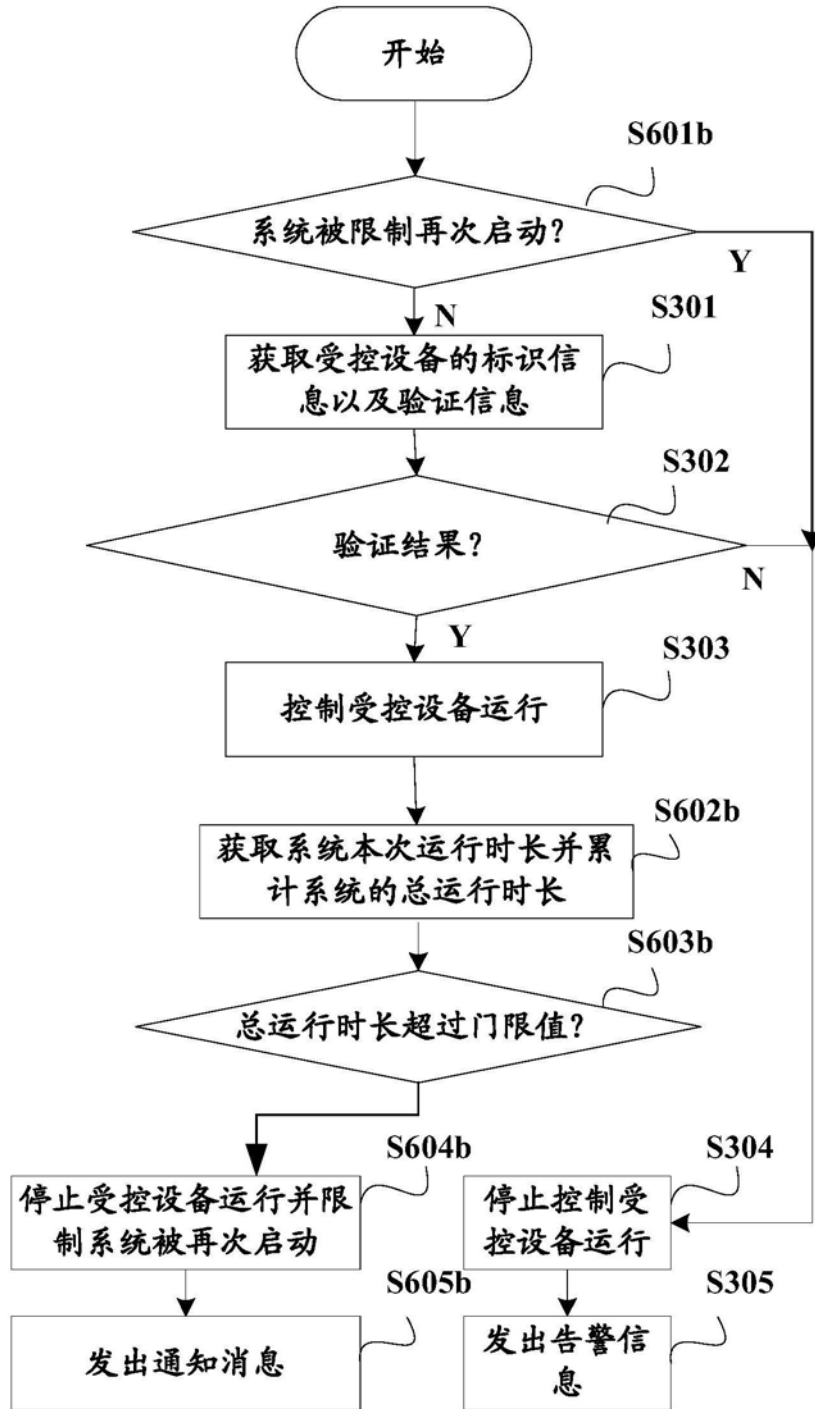 开始
S601b
系统被限制再次启动?
Y
N
S301
获取受控设备的标识信
息以及验证信息
S302
验证结果?
N
Y
S303
控制受控设备运行
S602b
获取系统本次运行时长并累
计系统的总运行时长
S603b
总运行时长超过门限值?
S604b
停止受控设备运行并限
制系统被再次启动
S304
停止控制受
控设备运行
S605b
发出通知消息
S305
发出告警信
息